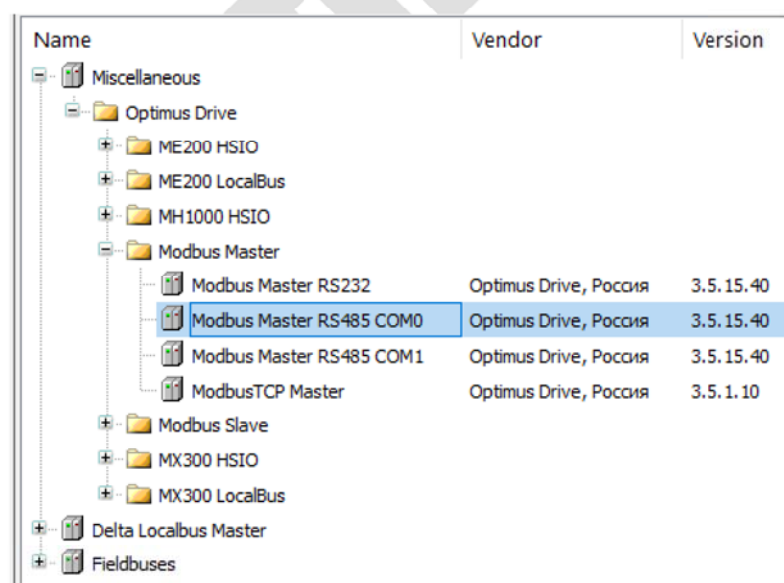 Name Vendor Version
Miscellaneous
Optimus Drive
ME200 HSIO
ME200 LocalBus
MH1000 HSIO
Modbus Master
Modbus Master RS232 Optimus Drive, Россия 3.5.15.40
Modbus Master RS485 COM0 Optimus Drive, Россия 3.5.15.40
Modbus Master RS485 COM1 Optimus Drive, Россия 3.5.15.40
ModbusTCP Master Optimus Drive, Россия 3.5.1.10
Modbus Slave
MX300 HSIO
MX300 LocalBus
Delta Localbus Master
Fieldbuses